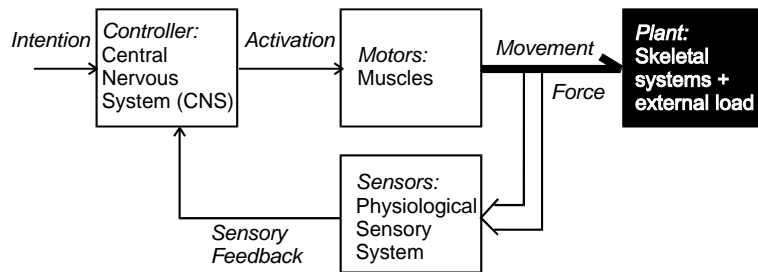 Intention
Controller:
Central
Nervous
System (CNS)
Activation
Motors:
Muscles
Movement
Force
Plant:
Skeletal
systems +
external load
Sensors:
Physiological
Sensory
System
Sensory
Feedback